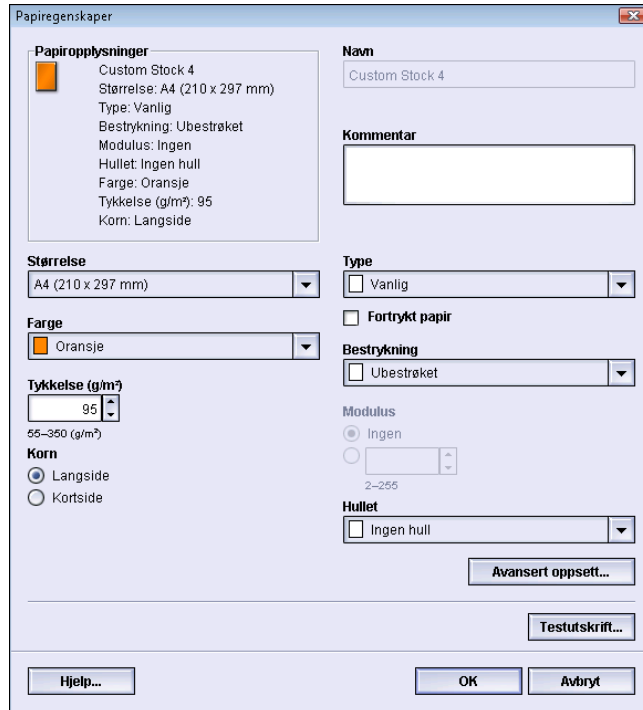 Papiregenskaper
Papiropplysninger
Custom Stock 4
Størrelse: A4 (210 x 297 mm)
Type: Vanlig
Bestrykning: Ubestrøket
Modulus: Ingen
Hullet: Ingen hull
Farge: Oransje
Tykkelse (g/m²): 95
Korn: Langside
Navn
Custom Stock 4
Kommentar
Størrelse
A4 (210 x 297 mm)
Farge
Oransje
Tykkelse (g/m²)
95
55–350 (g/m²)
Korn
Langside
Kortside
Type
Vanlig
Fortrykt papir
Bestrykning
Ubestrøket
Modulus
Ingen
2–255
Hullet
Ingen hull
Avansert oppsett...
Testutskrift...
Hjelp...
OK
Avbryt